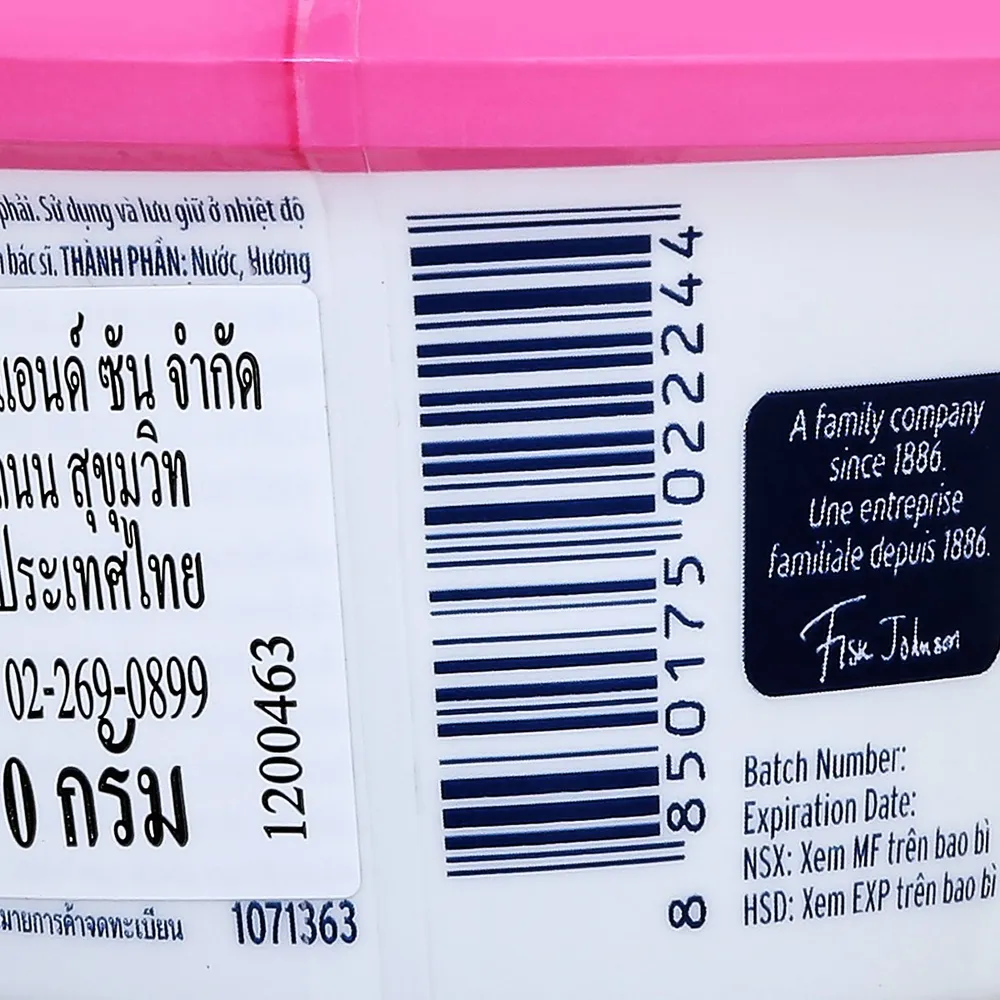 phải. Sử dụng và lưu giữ ở nhiệt độ
bác sĩ. THÀNH PHẦN: Nước, Hương
แอนด์ ซัน จำกัด
ถนน สุขุมวิท
ประเทศไทย
02-269-0899
0 กรัม
1200463
มายการค้าจดทะเบียน
1071363
8 850175 022244
A family company
since 1886.
Une entreprise
familiale depuis 1886.
Fisk Johnson
Batch Number:
Expiration Date:
NSX: Xem MF trên bao bì
HSD: Xem EXP trên bao bì